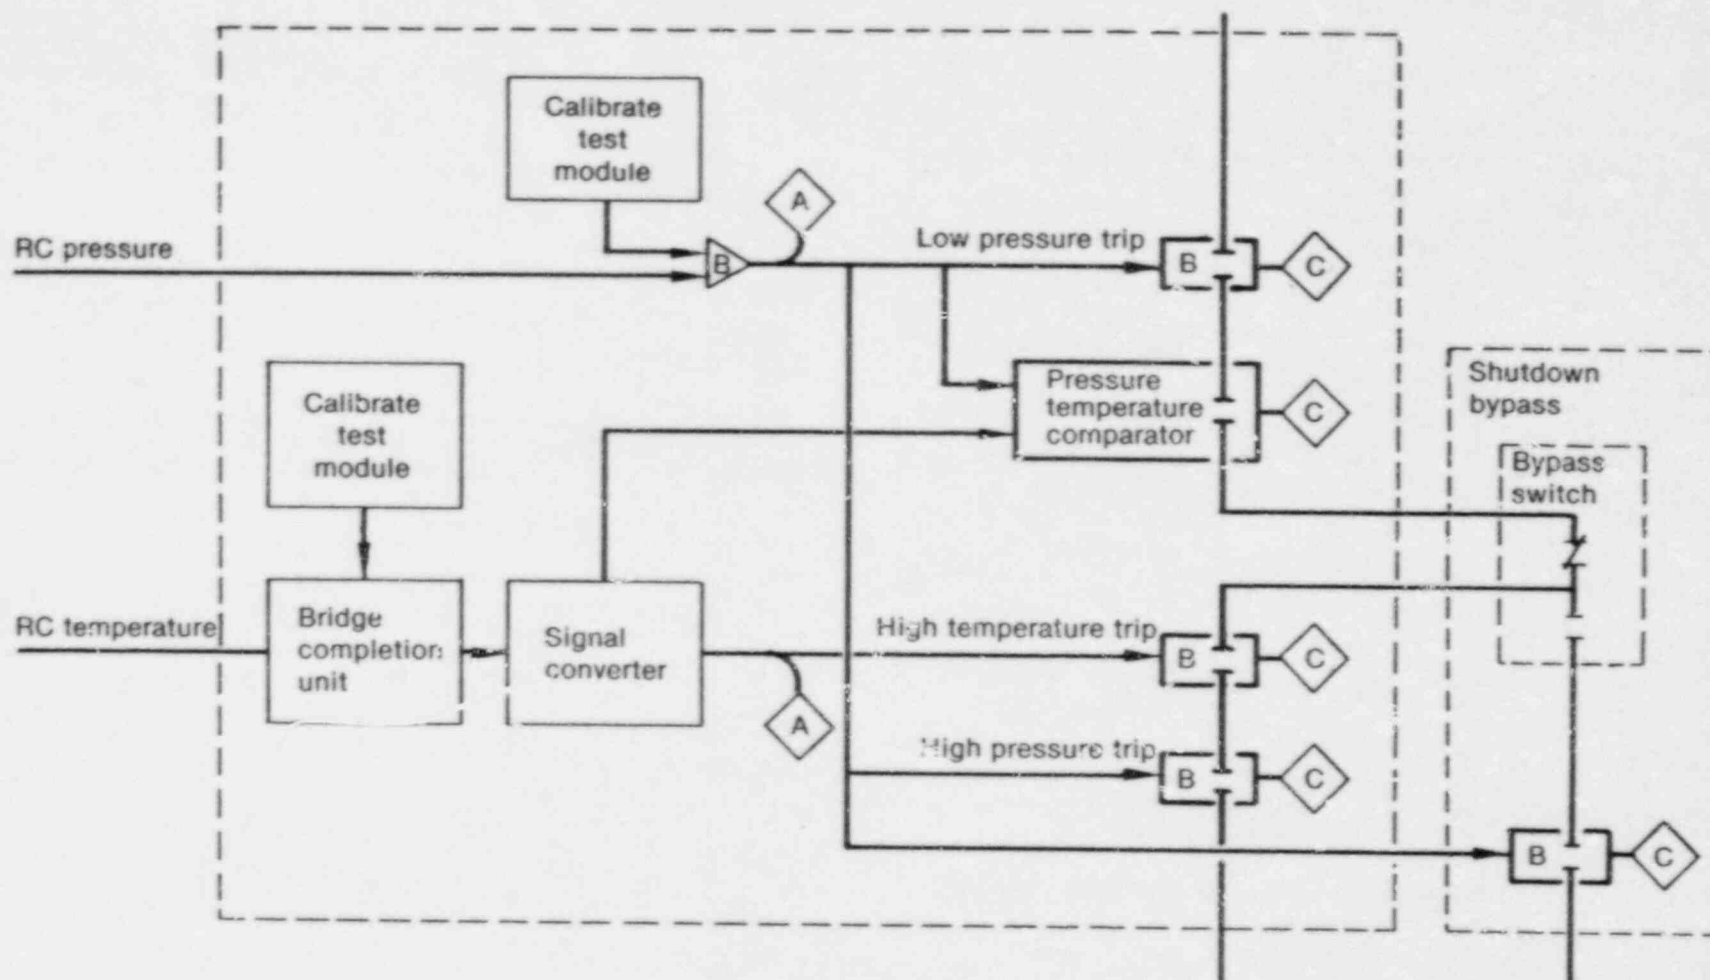 Calibrate
test
module
A
RC pressure
B
Low pressure trip
B
C
Calibrate
test
module
Pressure
temperature
comparator
C
Shutdown
bypass
Bypass
switch
RC temperature
Bridge
completion
unit
Signal
converter
High temperature trip
B
C
A
High pressure trip
B
C
B
C